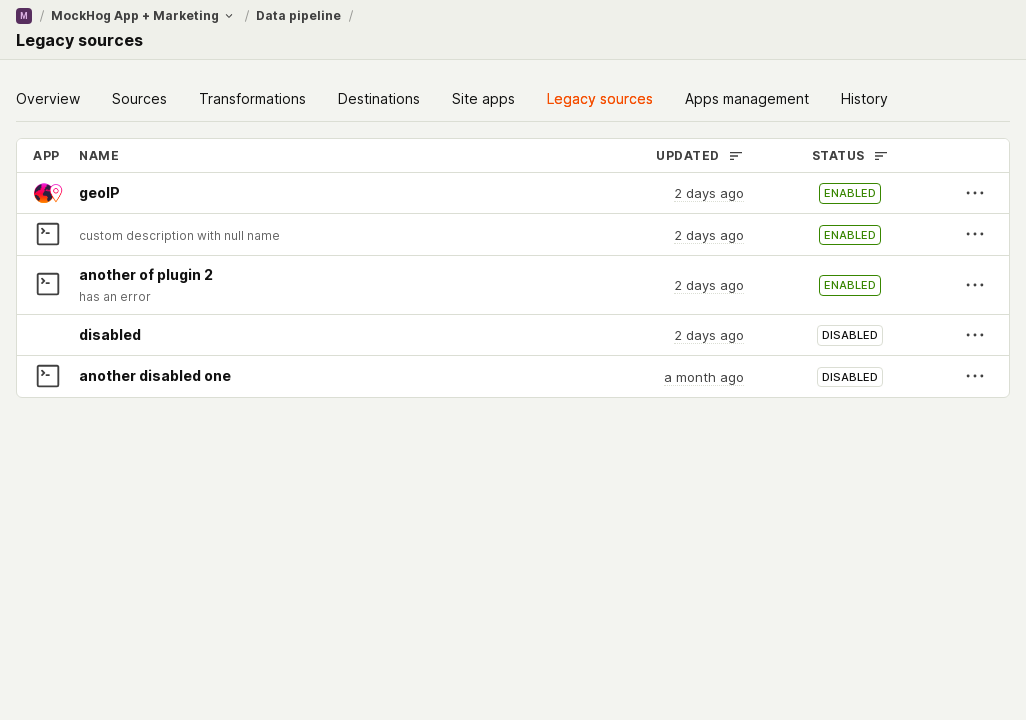 M / MockHog App + Marketing / Data pipeline /
Legacy sources
Overview Sources Transformations Destinations Site apps Legacy sources Apps management History
APP NAME UPDATED STATUS
geoIP 2 days ago ENABLED
custom description with null name 2 days ago ENABLED
another of plugin 2
has an error 2 days ago ENABLED
disabled 2 days ago DISABLED
another disabled one a month ago DISABLED